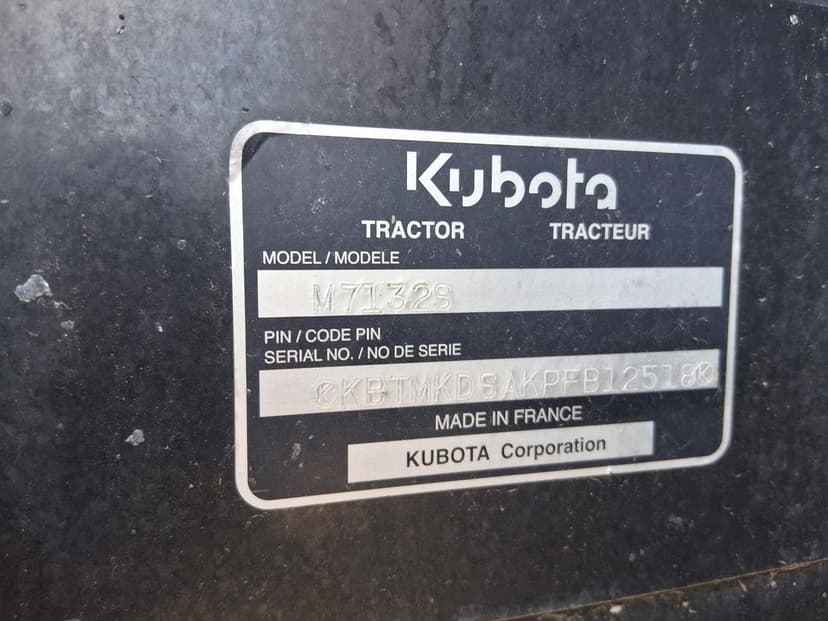 Kubota
TRACTOR TRACTEUR
MODEL / MODELE
M7132S
PIN / CODE PIN
SERIAL NO. / NO DE SERIE
KBTMKDSAKPFB12518
MADE IN FRANCE
KUBOTA Corporation